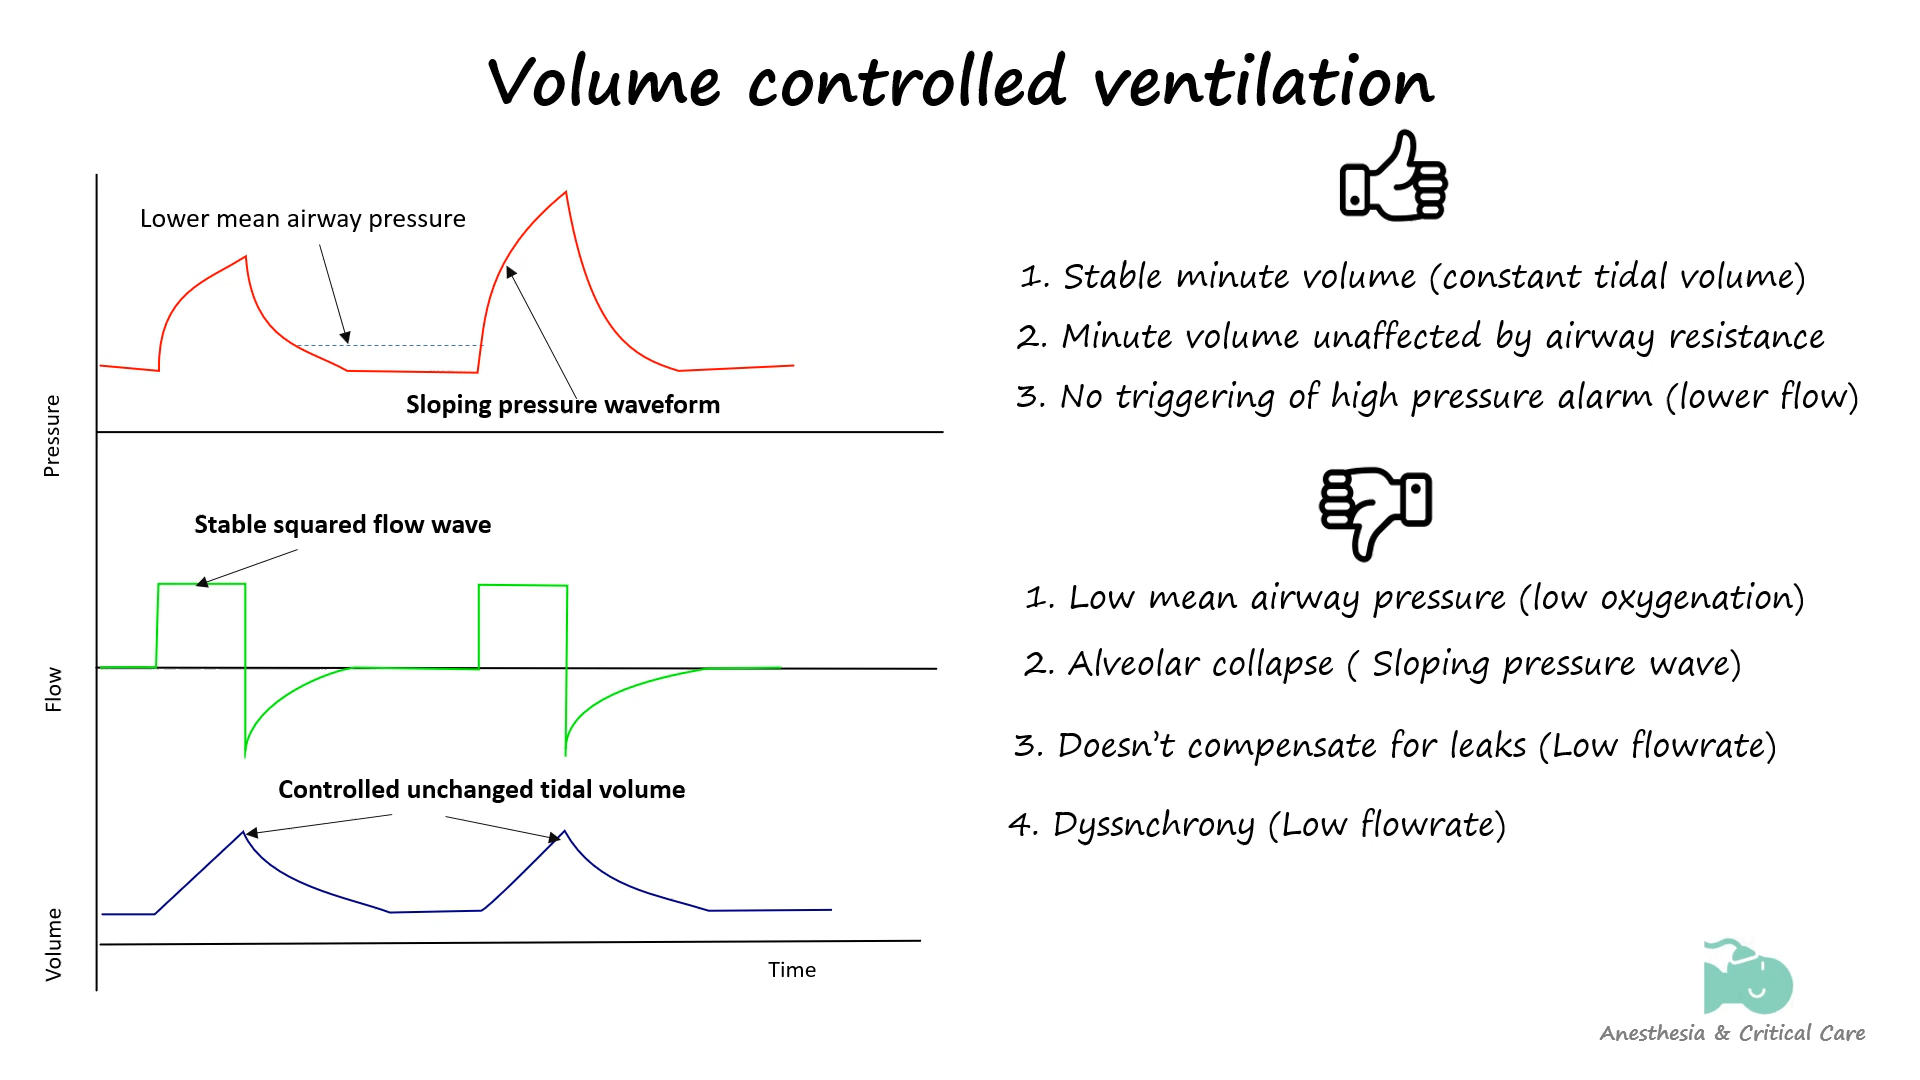 Volume controlled ventilation
Lower mean airway pressure
Sloping pressure waveform
Pressure
Stable squared flow wave
Flow
Controlled unchanged tidal volume
Volume
Time
1. Stable minute volume (constant tidal volume)
2. Minute volume unaffected by airway resistance
3. No triggering of high pressure alarm (lower flow)
1. Low mean airway pressure (low oxygenation)
2. Alveolar collapse ( Sloping pressure wave)
3. Doesn't compensate for leaks (Low flowrate)
4. Dyssnchrony (Low flowrate)
Anesthesia & Critical Care